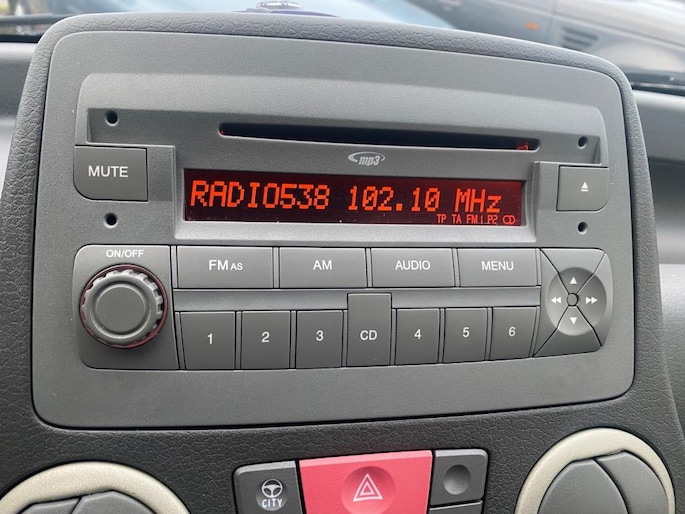 mp3
MUTE
RADIO538 102.10 MHz
TP TA FM1.P2
ON/OFF
FM AS AM AUDIO MENU
1 2 3 CD 4 5 6
CITY